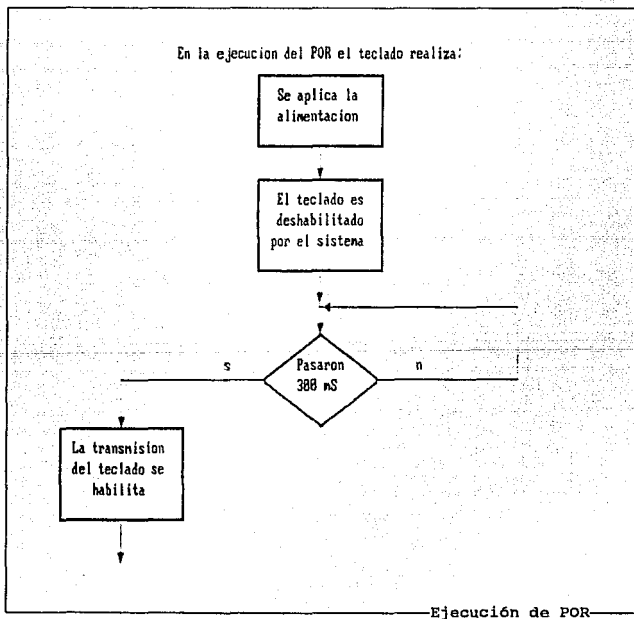 En la ejecucion del POR el teclado realiza:
Se aplica la
alimentacion
El teclado es
deshabilitado
por el sistema
s
Pasaron
300 mS
n
La transmision
del teclado se
habilita
Ejecución de POR